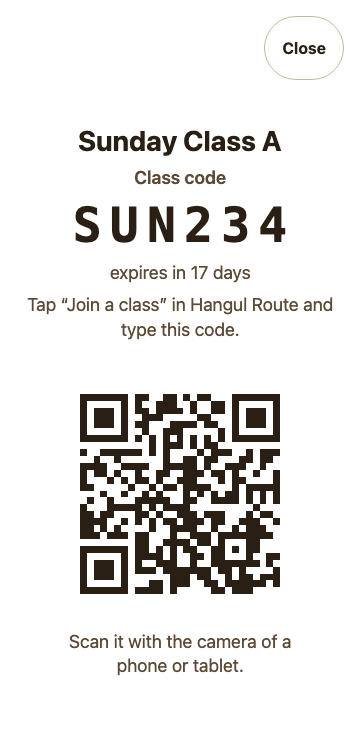 Close
Sunday Class A
Class code
SUN234
expires in 17 days
Tap “Join a class” in Hangul Route and
type this code.
Scan it with the camera of a
phone or tablet.